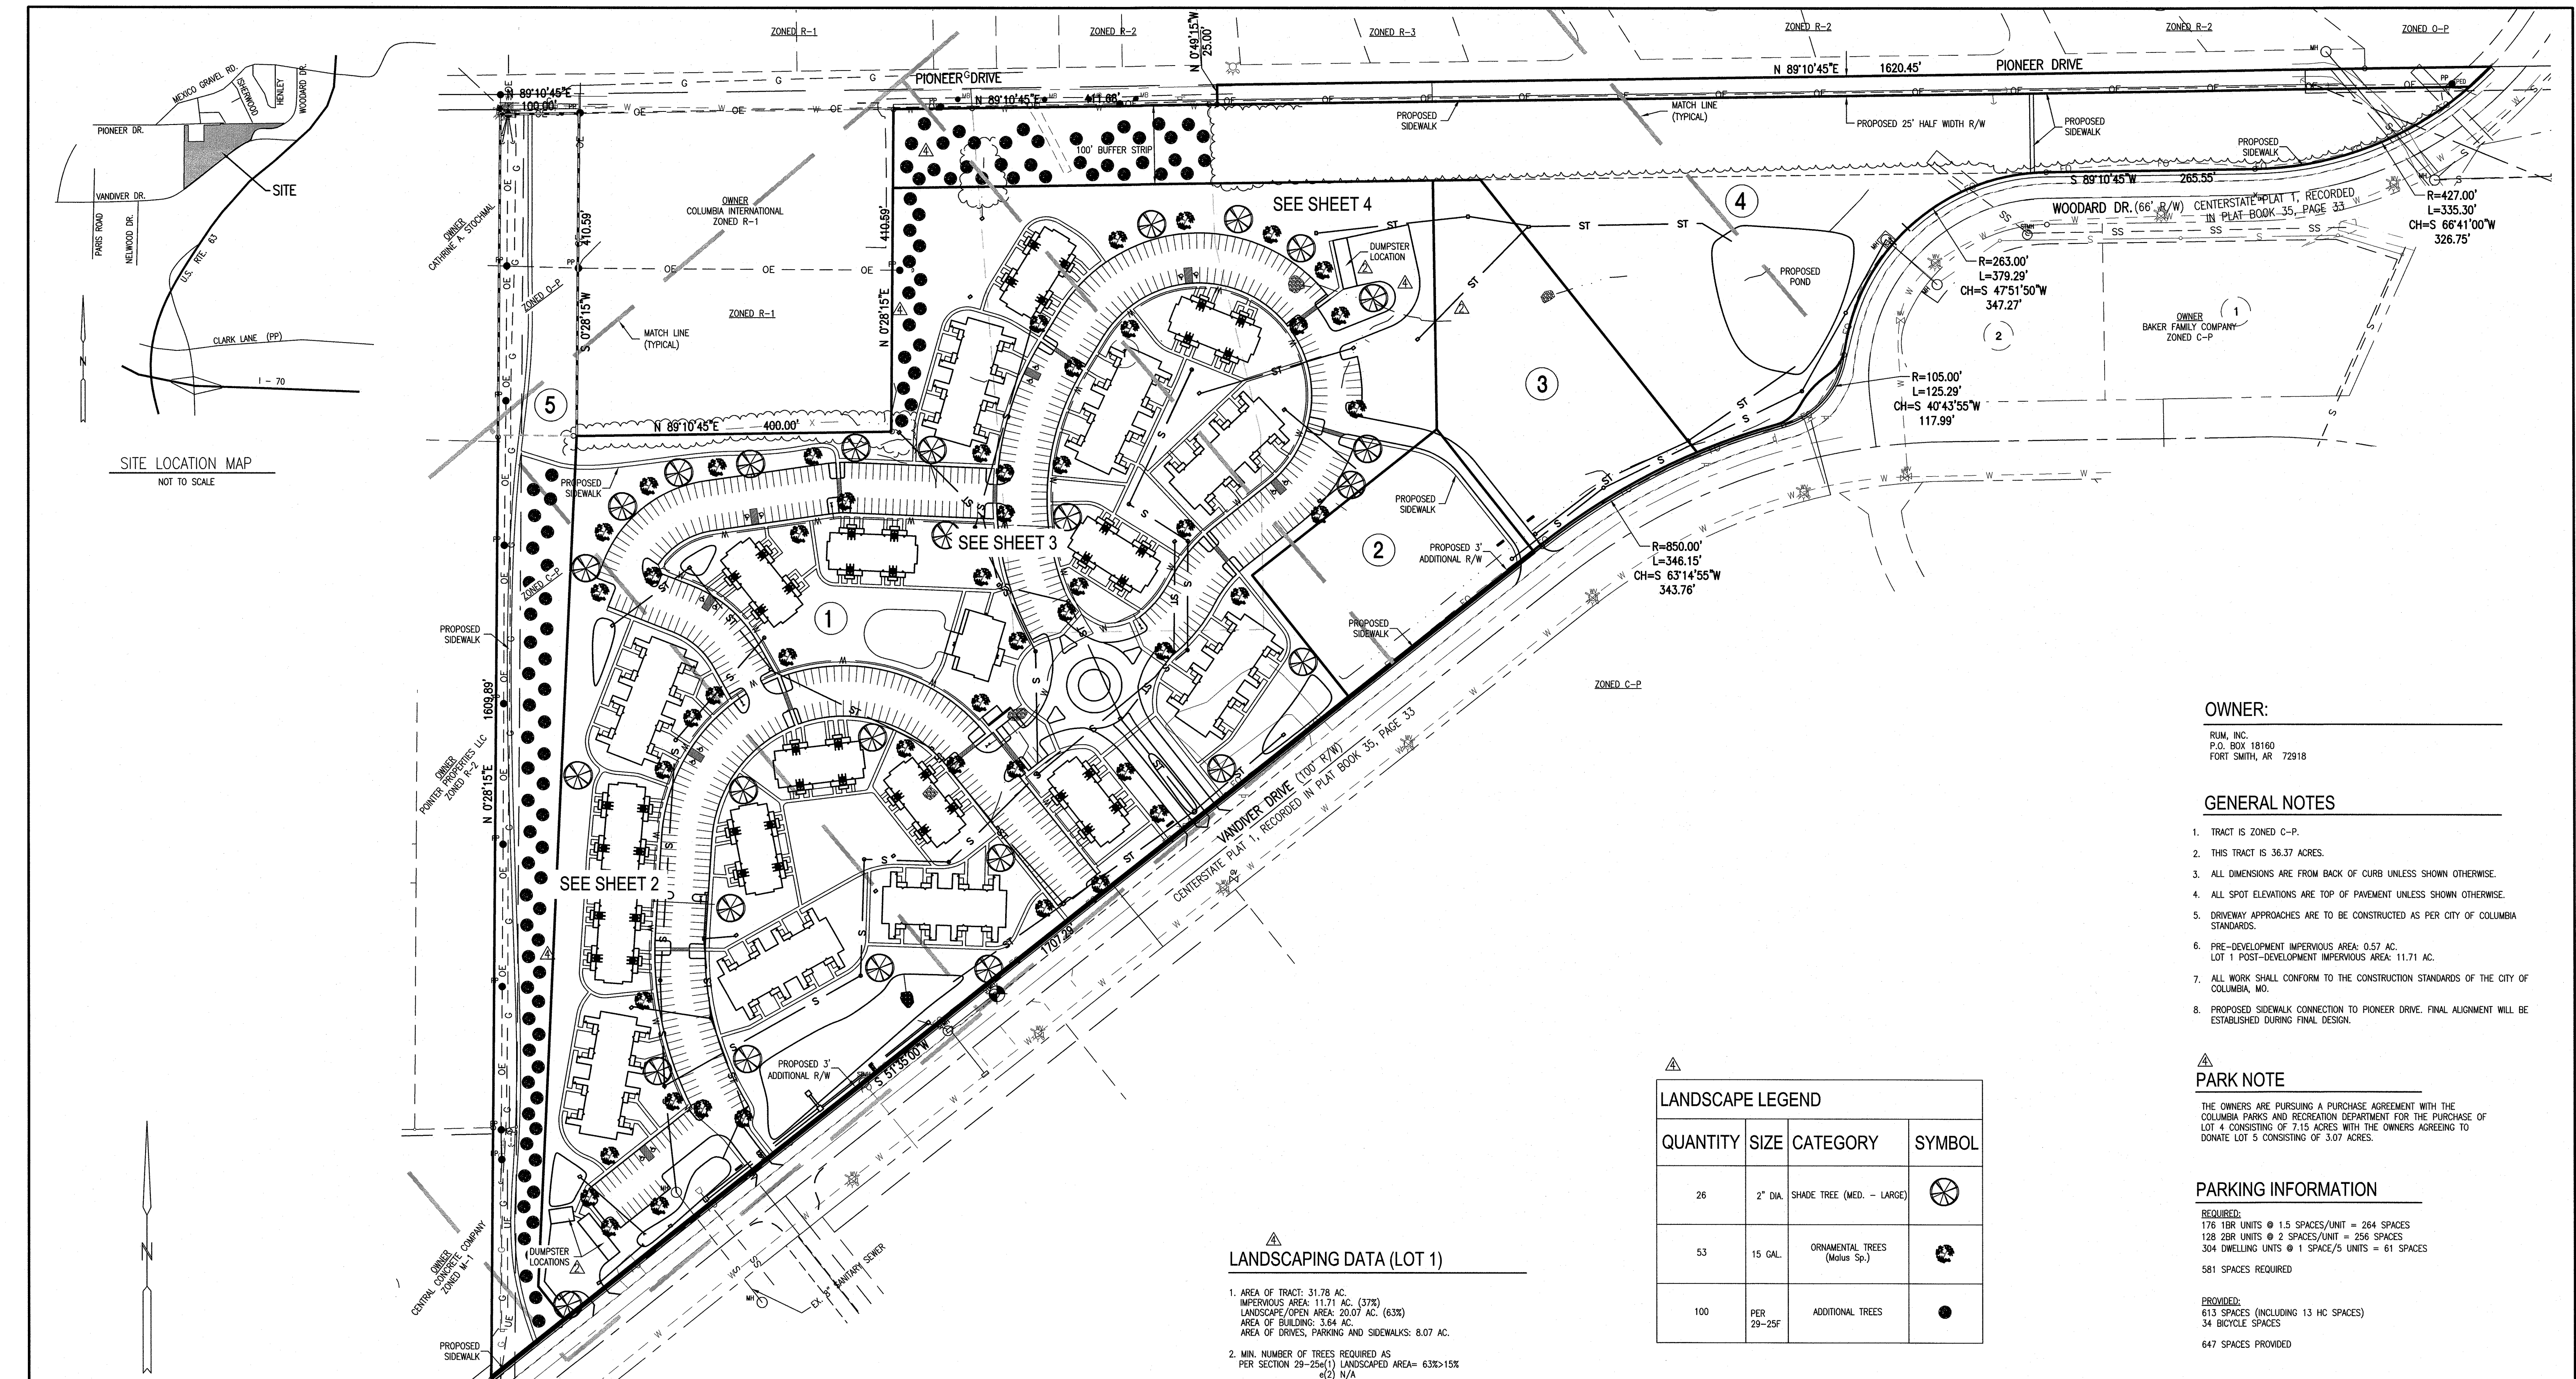 ZONED R-1
ZONED R-2
ZONED R-3
ZONED R-2
ZONED R-2
ZONED O-P
N 0°49'15"W
25.00'
MEXICO GRAVEL RD.
ISHERWOOD
HENLEY
WOODARD DR.
PIONEER DR.
SITE
VANDIVER DR.
PARIS ROAD
NELWOOD DR.
U.S. RTE. 63
CLARK LANE (PP)
I - 70
N
SITE LOCATION MAP
NOT TO SCALE
PIONEER DRIVE
N 89°10'45"E
100.00'
N 89°10'45"E 411.66'
N 89°10'45"E 1620.45' PIONEER DRIVE
PROPOSED
SIDEWALK
MATCH LINE
(TYPICAL)
PROPOSED 25' HALF WIDTH R/W
PROPOSED
SIDEWALK
PROPOSED
SIDEWALK
100' BUFFER STRIP
S 89°10'45"W 265.55'
WOODARD DR. (66' R/W) CENTERSTATE PLAT 1, RECORDED
IN PLAT BOOK 35, PAGE 33
R=427.00'
L=335.30'
CH=S 66°41'00"W
326.75'
R=263.00'
L=379.29'
CH=S 47°51'50"W
347.27'
R=105.00'
L=125.29'
CH=S 40°43'55"W
117.99'
R=850.00'
L=346.15'
CH=S 63°14'55"W
343.76'
OWNER
BAKER FAMILY COMPANY
ZONED C-P
1
2
OWNER
CATHRINE A. STOCHMAL
ZONED O-P
OWNER
COLUMBIA INTERNATIONAL
ZONED R-1
410.59'
S 0°28'15"W
410.59'
N 0°28'15"E
ZONED R-1
MATCH LINE
(TYPICAL)
N 89°10'45"E 400.00'
SEE SHEET 4
DUMPSTER
LOCATION
PROPOSED
POND
4
3
5
2
1
PROPOSED
SIDEWALK
SEE SHEET 3
PROPOSED
SIDEWALK
PROPOSED 3'
ADDITIONAL R/W
PROPOSED
SIDEWALK
ZONED C-P
ZONED C-P
PROPOSED
SIDEWALK
1609.89'
N 0°28'15"E
OWNER
POINTER PROPERTIES LLC
ZONED R-2
SEE SHEET 2
VANDIVER DRIVE (100' R/W)
CENTERSTATE PLAT 1, RECORDED IN PLAT BOOK 35, PAGE 33
1707.29'
S 51°35'00"W
PROPOSED 3'
ADDITIONAL R/W
DUMPSTER
LOCATIONS
OWNER
CENTRAL CONCRETE COMPANY
ZONED M-1
PROPOSED
SIDEWALK
EX. 8" SANITARY SEWER
N
OWNER:
RUM, INC.
P.O. BOX 18160
FORT SMITH, AR 72918
GENERAL NOTES
1. TRACT IS ZONED C-P.
2. THIS TRACT IS 36.37 ACRES.
3. ALL DIMENSIONS ARE FROM BACK OF CURB UNLESS SHOWN OTHERWISE.
4. ALL SPOT ELEVATIONS ARE TOP OF PAVEMENT UNLESS SHOWN OTHERWISE.
5. DRIVEWAY APPROACHES ARE TO BE CONSTRUCTED AS PER CITY OF COLUMBIA
STANDARDS.
6. PRE-DEVELOPMENT IMPERVIOUS AREA: 0.57 AC.
LOT 1 POST-DEVELOPMENT IMPERVIOUS AREA: 11.71 AC.
7. ALL WORK SHALL CONFORM TO THE CONSTRUCTION STANDARDS OF THE CITY OF
COLUMBIA, MO.
8. PROPOSED SIDEWALK CONNECTION TO PIONEER DRIVE. FINAL ALIGNMENT WILL BE
ESTABLISHED DURING FINAL DESIGN.
4
PARK NOTE
THE OWNERS ARE PURSUING A PURCHASE AGREEMENT WITH THE
COLUMBIA PARKS AND RECREATION DEPARTMENT FOR THE PURCHASE OF
LOT 4 CONSISTING OF 7.15 ACRES WITH THE OWNERS AGREEING TO
DONATE LOT 5 CONSISTING OF 3.07 ACRES.
PARKING INFORMATION
REQUIRED:
176 1BR UNITS @ 1.5 SPACES/UNIT = 264 SPACES
128 2BR UNITS @ 2 SPACES/UNIT = 256 SPACES
304 DWELLING UNTS @ 1 SPACE/5 UNITS = 61 SPACES
581 SPACES REQUIRED
PROVIDED:
613 SPACES (INCLUDING 13 HC SPACES)
34 BICYCLE SPACES
647 SPACES PROVIDED
4
LANDSCAPE LEGEND
QUANTITY SIZE CATEGORY SYMBOL
26 2" DIA. SHADE TREE (MED. - LARGE)
53 15 GAL. ORNAMENTAL TREES
(Malus Sp.)
100 PER
29-25F ADDITIONAL TREES
4
LANDSCAPING DATA (LOT 1)
1. AREA OF TRACT: 31.78 AC.
IMPERVIOUS AREA: 11.71 AC. (37%)
LANDSCAPE/OPEN AREA: 20.07 AC. (63%)
AREA OF BUILDING: 3.64 AC.
AREA OF DRIVES, PARKING AND SIDEWALKS: 8.07 AC.
2. MIN. NUMBER OF TREES REQUIRED AS
PER SECTION 29-25e(1) LANDSCAPED AREA= 63%>15%
e(2) N/A